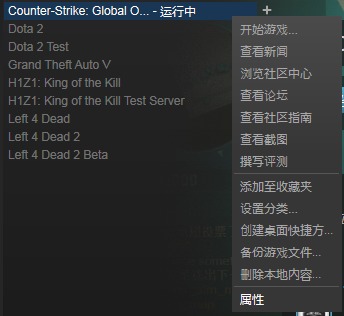 Counter-Strike: Global O... - 运行中
Dota 2
Dota 2 Test
Grand Theft Auto V
H1Z1: King of the Kill
H1Z1: King of the Kill Test Server
Left 4 Dead
Left 4 Dead 2
Left 4 Dead 2 Beta
开始游戏...
查看新闻
浏览社区中心
查看论坛
查看社区指南
查看截图
撰写评测
添加至收藏夹
设置分类...
创建桌面快捷方...
备份游戏文件...
删除本地内容...
属性